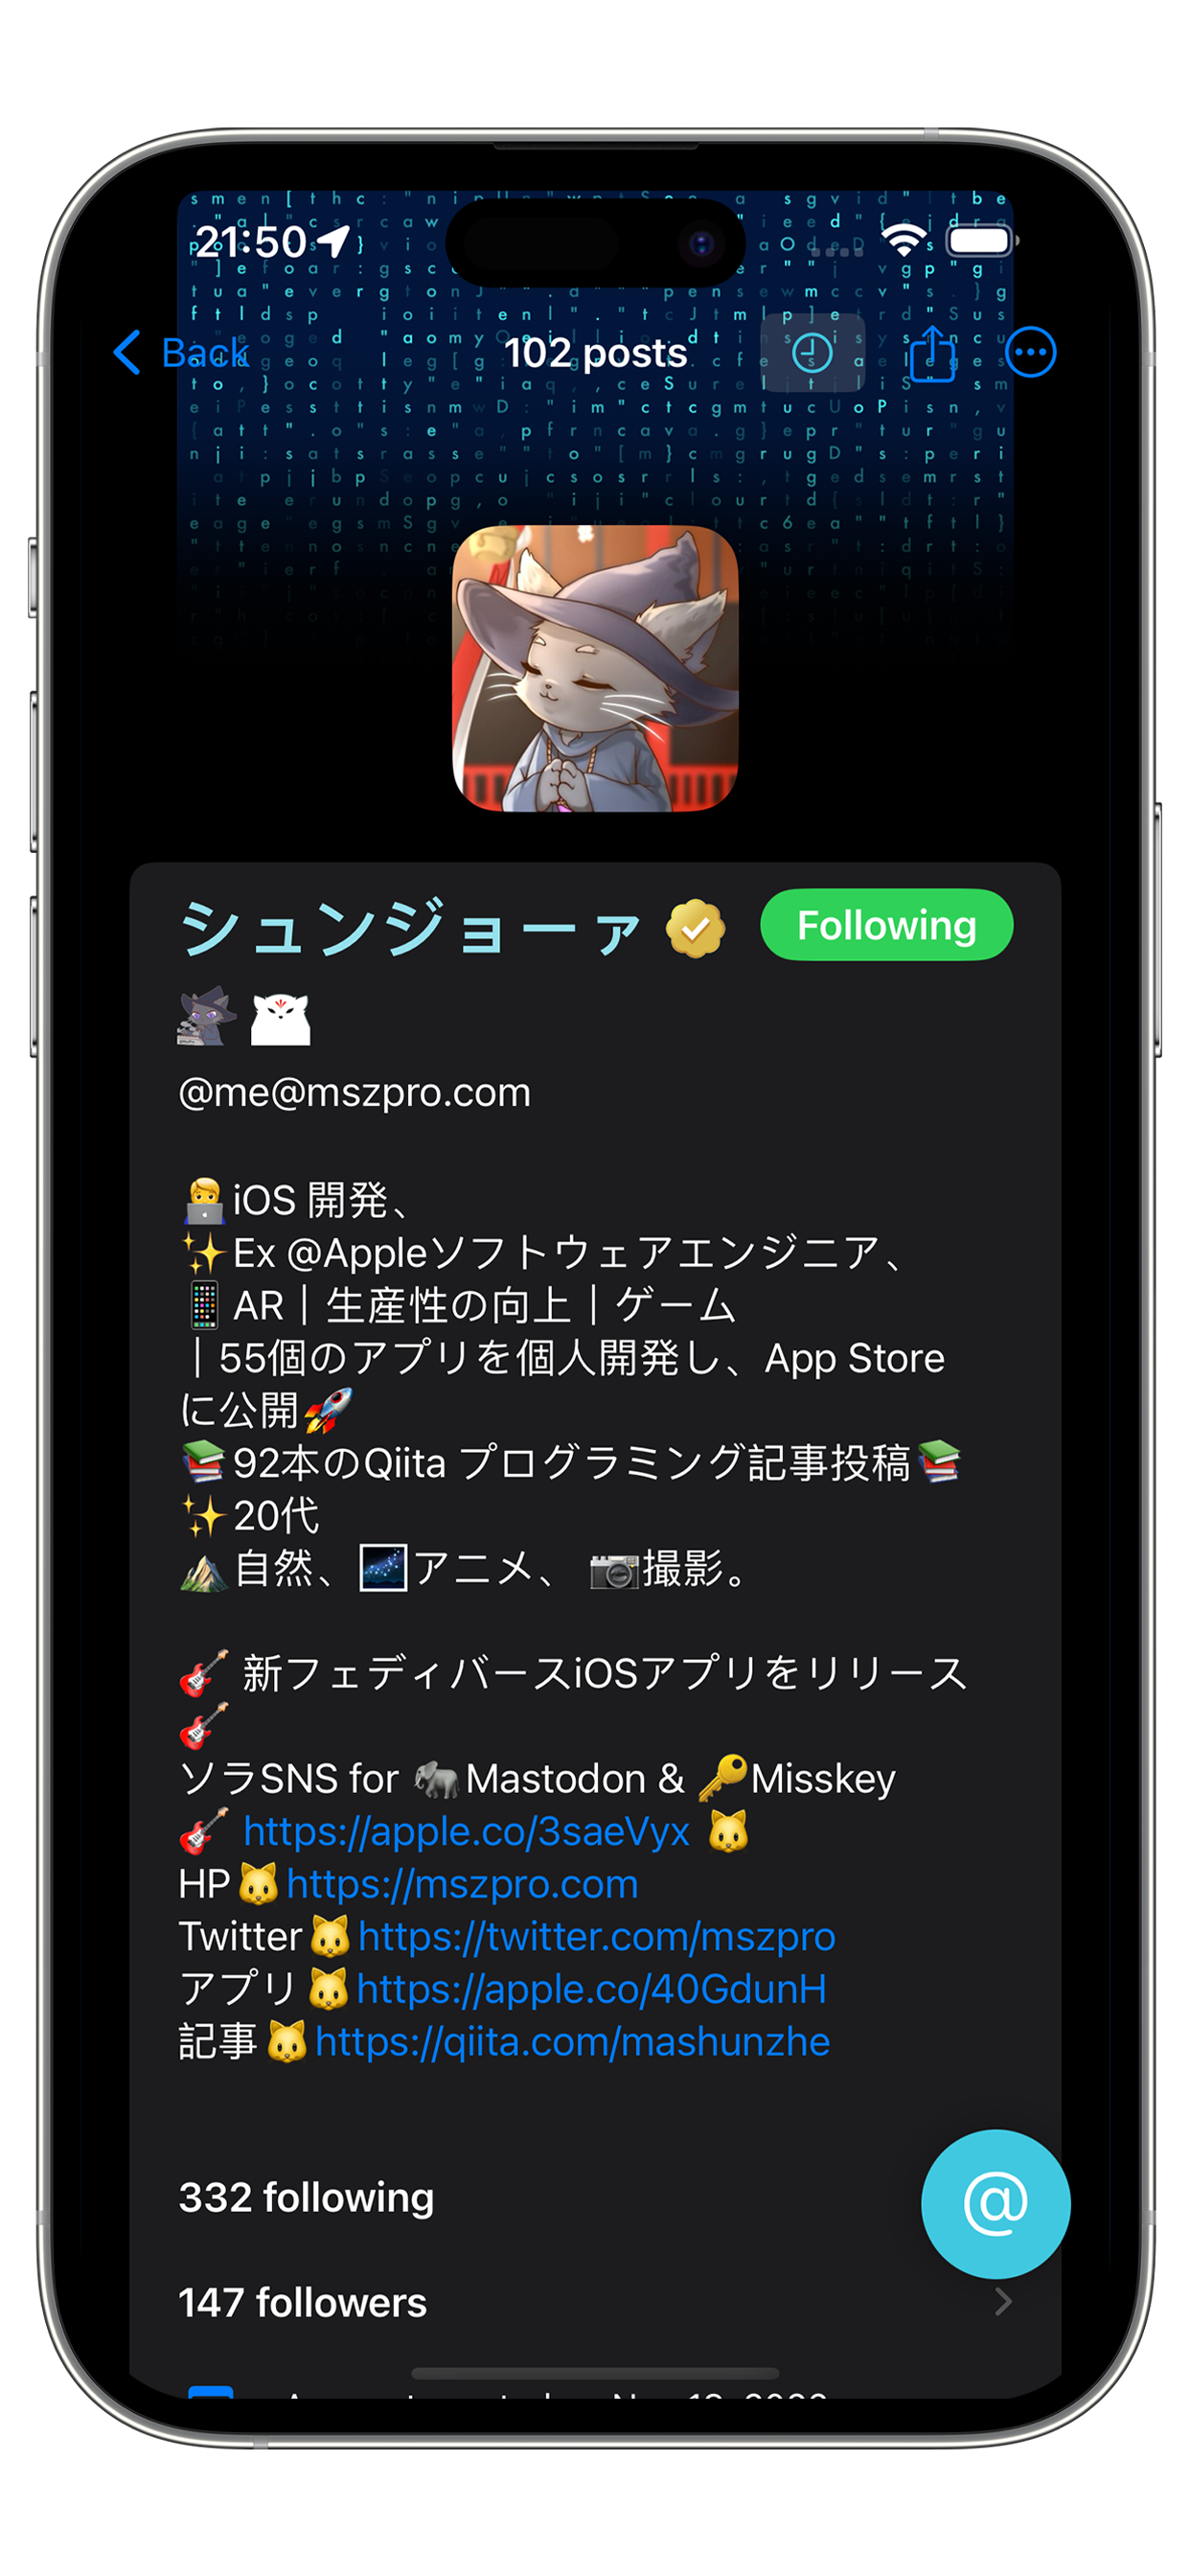 21:50
Back
102 posts
シュンジョーァ
Following
@me@mszpro.com
👨‍💻iOS 開発、
✨Ex @Appleソフトウェアエンジニア、
📱AR｜生産性の向上｜ゲーム
｜55個のアプリを個人開発し、App Store
に公開🚀
📚92本のQiita プログラミング記事投稿📚
✨20代
⛰️自然、🌌アニメ、 📷撮影。
🎸 新フェディバースiOSアプリをリリース
🎸
ソラSNS for 🐘Mastodon & 🔑Misskey
🎸 https://apple.co/3saeVyx 🐱
HP🐱https://mszpro.com
Twitter🐱https://twitter.com/mszpro
アプリ🐱https://apple.co/40GdunH
記事🐱https://qiita.com/mashunzhe
332 following
@
147 followers